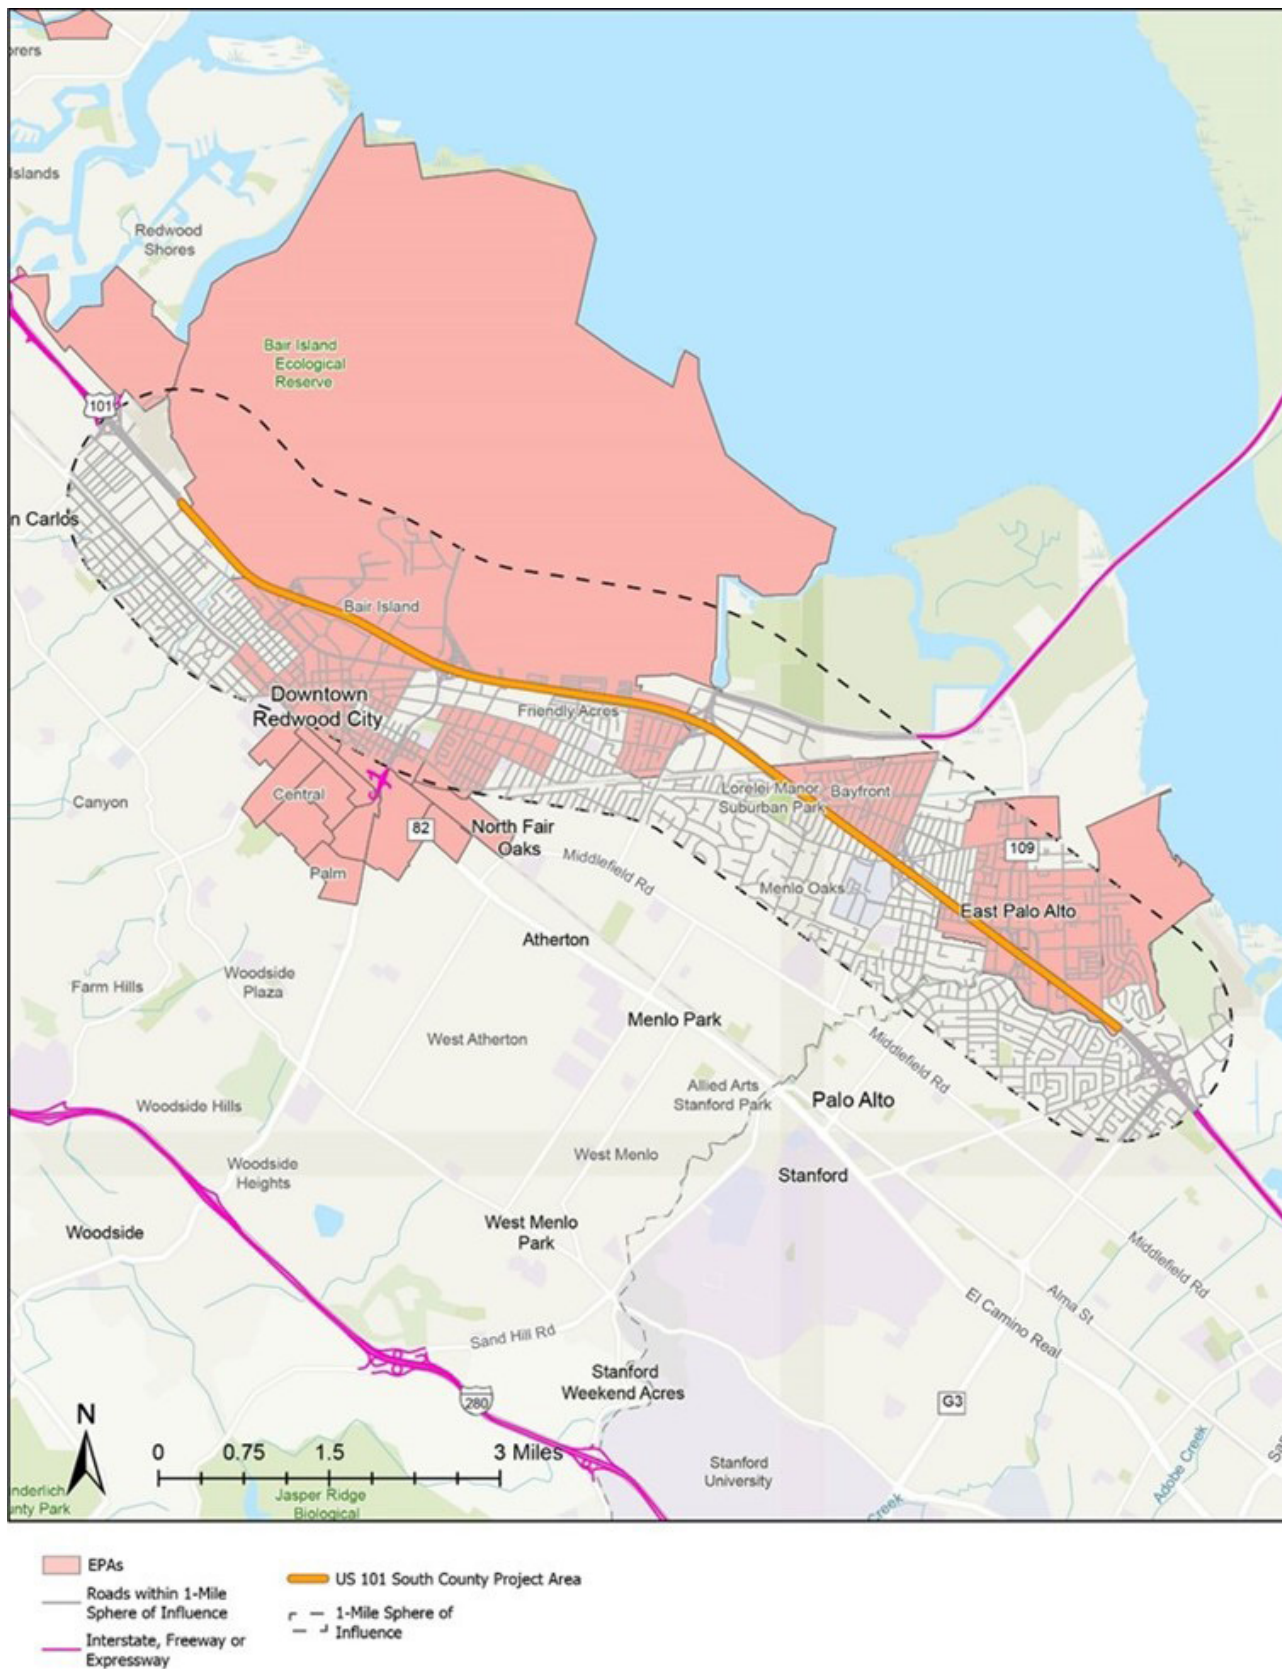 orers
Islands
Redwood
Shores
Bair Island
Ecological
Reserve
101
n Carlos
Bair Island
Downtown
Redwood City
Friendly Acres
Canyon
Central
82
North Fair
Oaks
Palm
Lorelei Manor
Suburban Park
Bayfront
Middlefield Rd
Menlo Oaks
109
East Palo Alto
Atherton
Woodside
Plaza
Farm Hills
Menlo Park
West Atherton
Middlefield Rd
Allied Arts
Stanford Park
Palo Alto
Woodside Hills
Woodside
Heights
West Menlo
Stanford
Woodside
West Menlo
Park
Middlefield Rd
Alma St
El Camino Real
Sand Hill Rd
Stanford
Weekend Acres
280
G3
N
0 0.75 1.5 3 Miles
Stanford
University
Adobe Creek
Sa
nderlich
unty Park
Jasper Ridge
Biological
Creek
EPAs
Roads within 1-Mile
Sphere of Influence
Interstate, Freeway or
Expressway
US 101 South County Project Area
1-Mile Sphere of
Influence